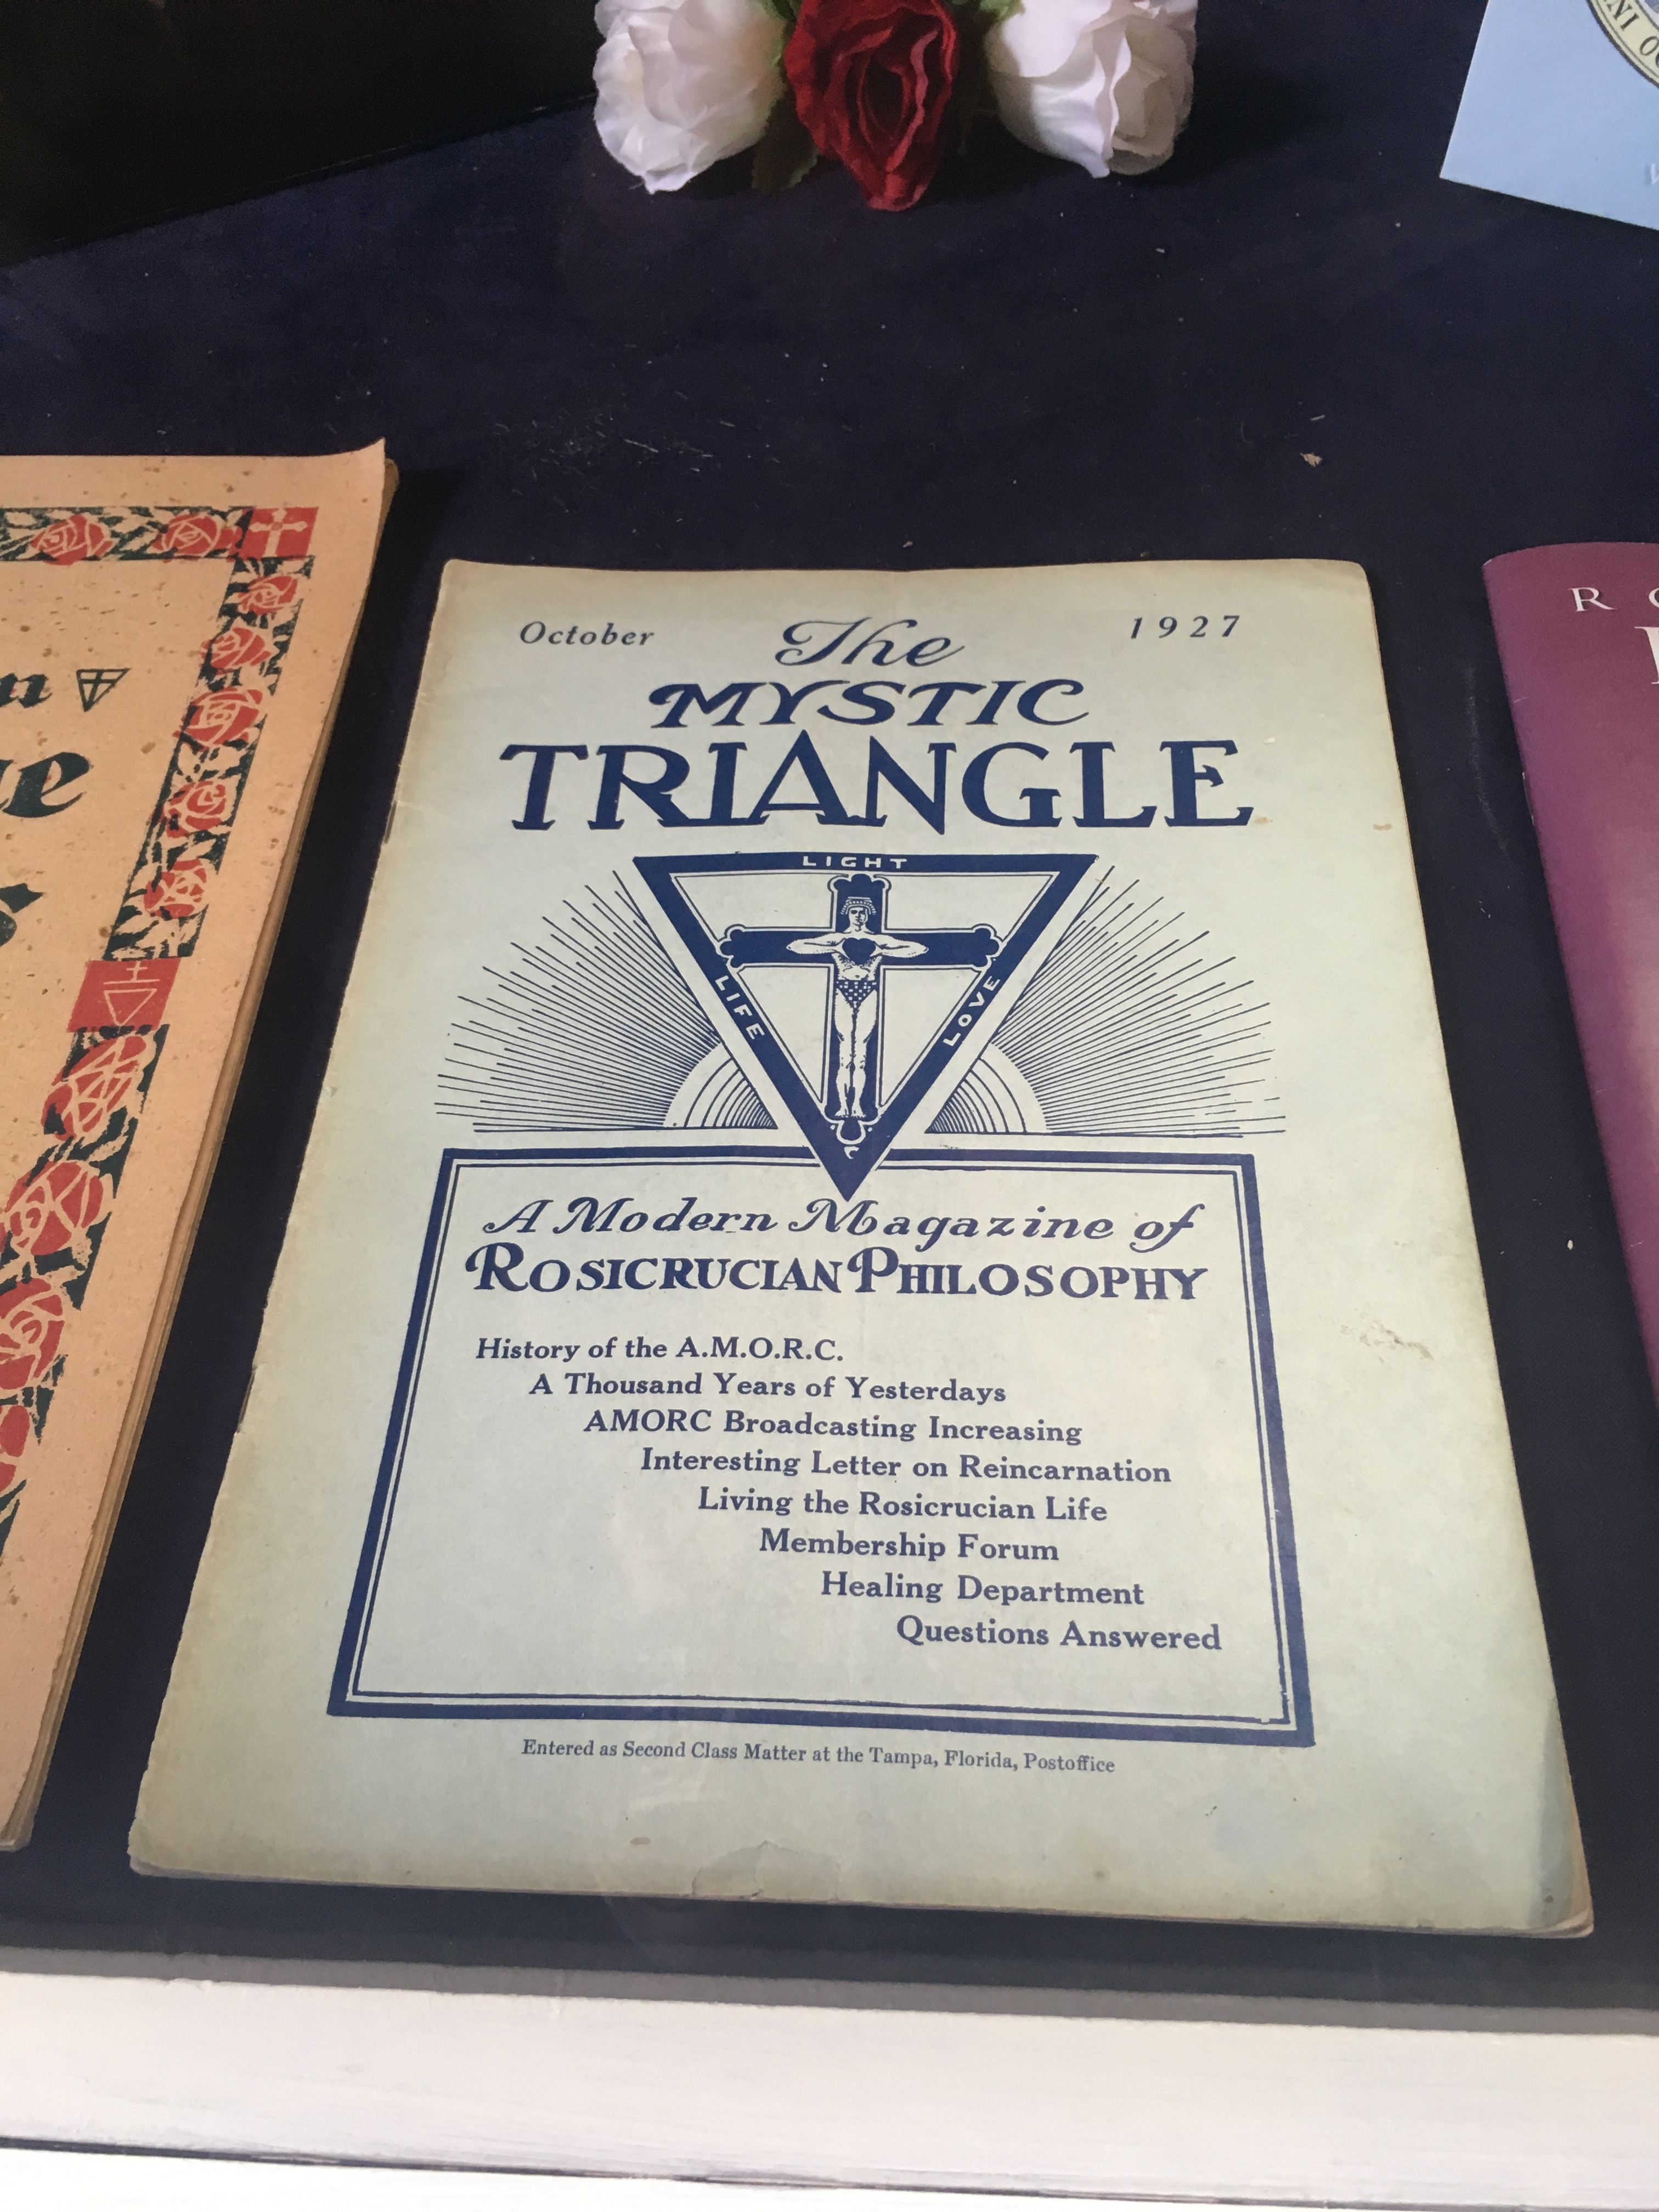 October
1927
The
MYSTIC
TRIANGLE
LIGHT
LIFE
LOVE
A Modern Magazine of
ROSICRUCIAN PHILOSOPHY
History of the A.M.O.R.C.
A Thousand Years of Yesterdays
AMORC Broadcasting Increasing
Interesting Letter on Reincarnation
Living the Rosicrucian Life
Membership Forum
Healing Department
Questions Answered
Entered as Second Class Matter at the Tampa, Florida, Postoffice